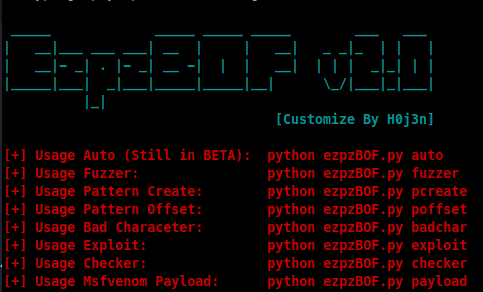 EzpzBOF v2.0
[Customize By H0j3n]
[+] Usage Auto (Still in BETA): python ezpzBOF.py auto
[+] Usage Fuzzer: python ezpzBOF.py fuzzer
[+] Usage Pattern Create: python ezpzBOF.py pcreate
[+] Usage Pattern Offset: python ezpzBOF.py poffset
[+] Usage Bad Characeter: python ezpzBOF.py badchar
[+] Usage Exploit: python ezpzBOF.py exploit
[+] Usage Checker: python ezpzBOF.py checker
[+] Usage Msfvenom Payload: python ezpzBOF.py payload